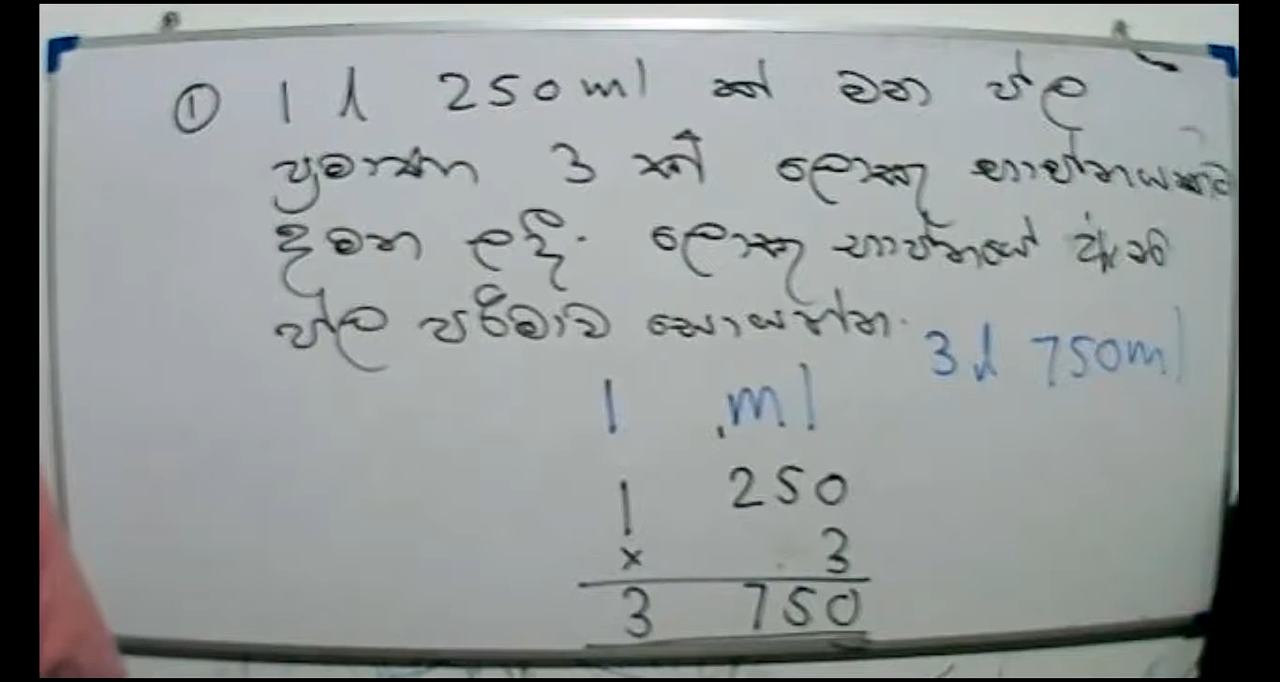 ① 1 l 250ml ක් වන ජල
ප්‍රමාණ 3 ක් ලොකු භාජනයකට
දමන ලදි. ලොකු භාජනයේ ඇති
ජල පරිමාව සොයන්න.
3 l 750ml
l ml
1 250
× 3
3 750